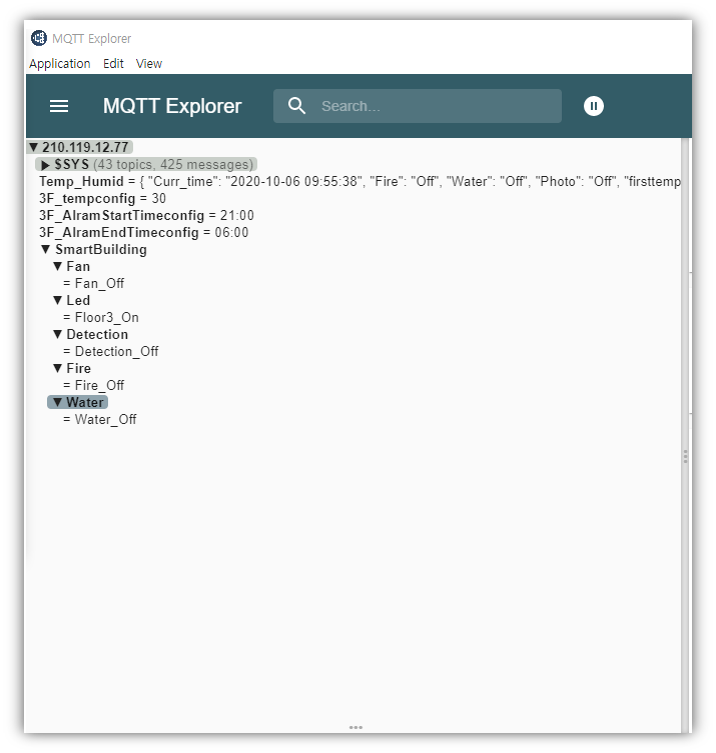 MQTT Explorer
Application Edit View
MQTT Explorer Search...
▼ 210.119.12.77
▶ $SYS (43 topics, 425 messages)
Temp_Humid = { "Curr_time": "2020-10-06 09:55:38", "Fire": "Off", "Water": "Off", "Photo": "Off", "firsttemp
3F_tempconfig = 30
3F_AlramStartTimeconfig = 21:00
3F_AlramEndTimeconfig = 06:00
▼ SmartBuilding
▼ Fan
= Fan_Off
▼ Led
= Floor3_On
▼ Detection
= Detection_Off
▼ Fire
= Fire_Off
▼ Water
= Water_Off